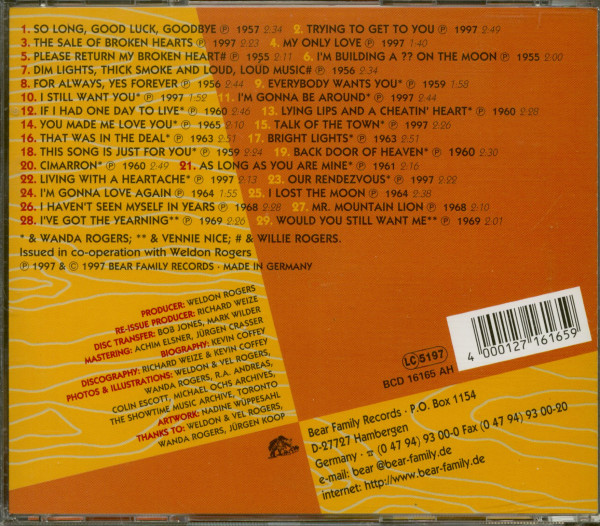 1. SO LONG, GOOD LUCK, GOODBYE ℗ 1957 2:34 2. TRYING TO GET TO YOU ℗ 1997 2:49
3. THE SALE OF BROKEN HEARTS ℗ 1997 2:23 4. MY ONLY LOVE ℗ 1997 1:40
5. PLEASE RETURN MY BROKEN HEART# ℗ 1955 2:11 6. I'M BUILDING A ?? ON THE MOON ℗ 1955 2:00
7. DIM LIGHTS, THICK SMOKE AND LOUD, LOUD MUSIC# ℗ 1956 2:34
8. FOR ALWAYS, YES FOREVER ℗ 1956 2:44 9. EVERYBODY WANTS YOU* ℗ 1959 1:58
10. I STILL WANT YOU* ℗ 1997 1:52 11. I'M GONNA BE AROUND* ℗ 1997 2:44
12. IF I HAD ONE DAY TO LIVE* ℗ 1960 2:46 13. LYING LIPS AND A CHEATIN' HEART* ℗ 1960 2:28
14. YOU MADE ME LOVE YOU* ℗ 1965 2:10 15. TALK OF THE TOWN* ℗ 1997 2:26
16. THAT WAS IN THE DEAL* ℗ 1963 2:51 17. BRIGHT LIGHTS* ℗ 1963 2:51
18. THIS SONG IS JUST FOR YOU* ℗ 1959 2:24 19. BACK DOOR OF HEAVEN* ℗ 1960 2:30
20. CIMARRON* ℗ 1960 2:49 21. AS LONG AS YOU ARE MINE* ℗ 1961 2:16
22. LIVING WITH A HEARTACHE* ℗ 1997 2:13 23. OUR RENDEZVOUS* ℗ 1997 2:22
24. I'M GONNA LOVE AGAIN ℗ 1964 1:55 25. I LOST THE MOON ℗ 1964 2:38
26. I HAVEN'T SEEN MYSELF IN YEARS ℗ 1968 2:28 27. MR. MOUNTAIN LION ℗ 1968 2:10
28. I'VE GOT THE YEARNING** ℗ 1969 2:26 29. WOULD YOU STILL WANT ME** ℗ 1969 2:01
* & WANDA ROGERS; ** & VENNIE NICE; # & WILLIE ROGERS.
Issued in co-operation with Weldon Rogers
℗ 1997 & © 1997 BEAR FAMILY RECORDS · MADE IN GERMANY
PRODUCER: WELDON ROGERS
RE-ISSUE PRODUCER: RICHARD WEIZE
DISC TRANSFER: BOB JONES, MARK WILDER
MASTERING: ACHIM ELSNER, JÜRGEN CRASSER
BIOGRAPHY: KEVIN COFFEY
DISCOGRAPHY: RICHARD WEIZE & KEVIN COFFEY
PHOTOS & ILLUSTRATIONS: WELDON & VEL ROGERS,
WANDA ROGERS, R.A. ANDREAS,
COLIN ESCOTT, MICHAEL OCHS ARCHIVES,
THE SHOWTIME MUSIC ARCHIVE, TORONTO
ARTWORK: NADINE WÜPPESAHL
THANKS TO: WELDON & VEL ROGERS,
WANDA ROGERS, JÜRGEN KOOP
LC 5197
BCD 16165 AH
4 000127 161659
Bear Family Records · P.O. Box 1154
D-27727 Hambergen
Germany · ☎ (0 47 94) 93 00-0 Fax (0 47 94) 93 00-20
e-mail: bear @bear-family.de
internet: http://www.bear-family.de